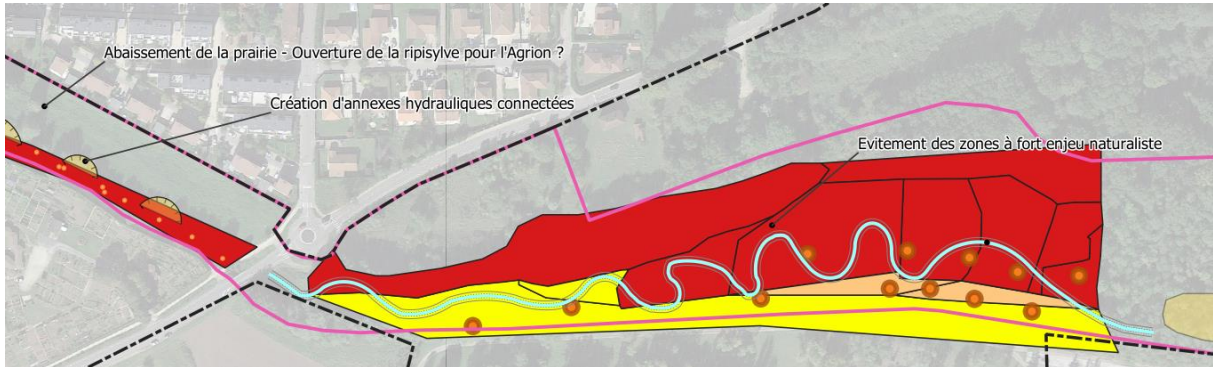 Abaissement de la prairie - Ouverture de la ripisylve pour l'Agrion ?
Création d'annexes hydrauliques connectées
Evitement des zones à fort enjeu naturaliste